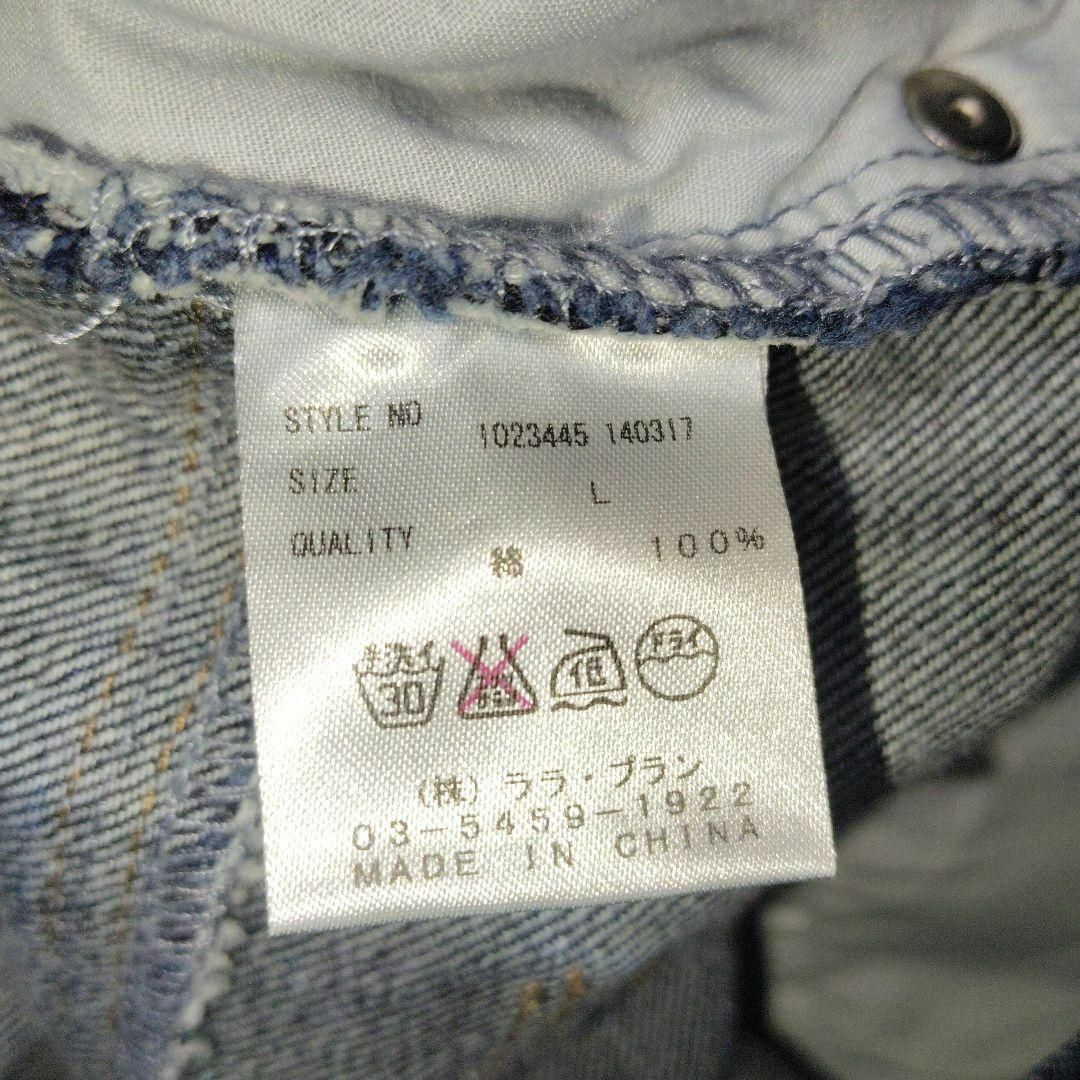 STYLE NO 1023445 140317
SIZE L
QUALITY 綿 100%
手洗イ 30 低 ドライ
(株) ララ・プラン
03-5459-1922
MADE IN CHINA